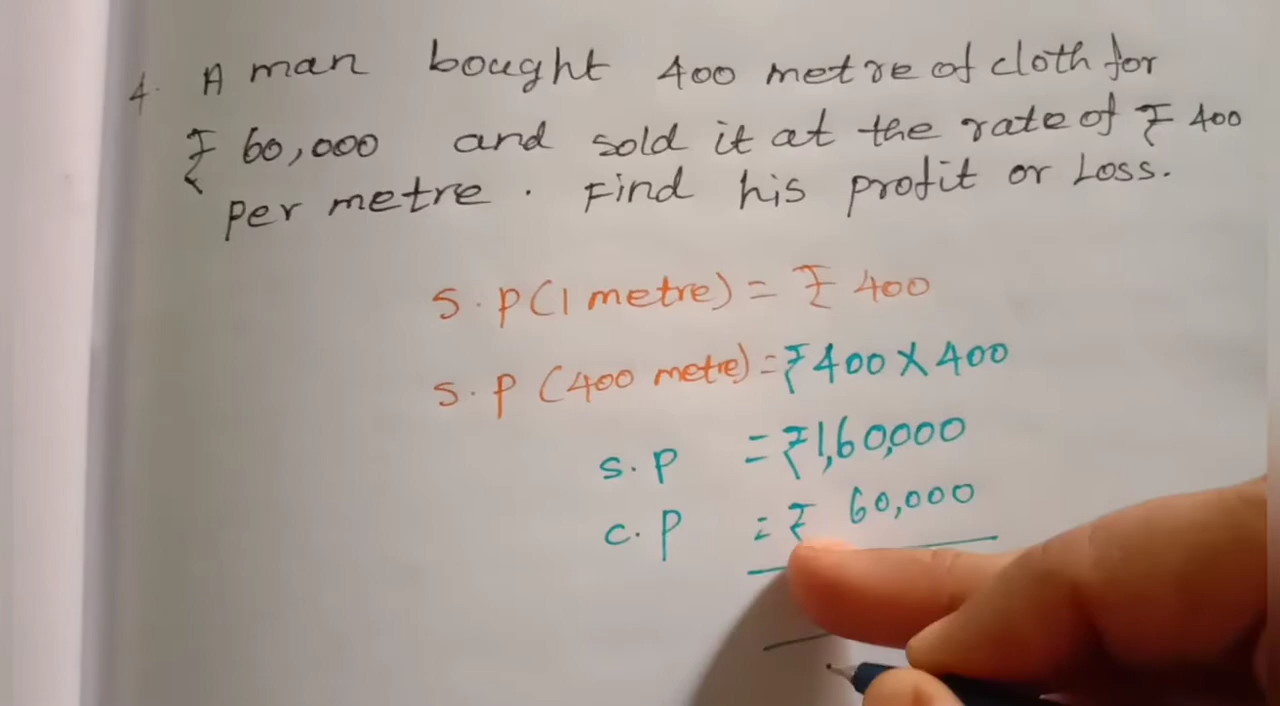 4. A man bought 400 metre of cloth for
₹ 60,000 and sold it at the rate of ₹ 400
per metre. Find his profit or Loss.
S.P(1 metre) = ₹ 400
S.P (400 metre) = ₹400 X 400
S.P = ₹1,60,000
C.P = ₹ 60,000